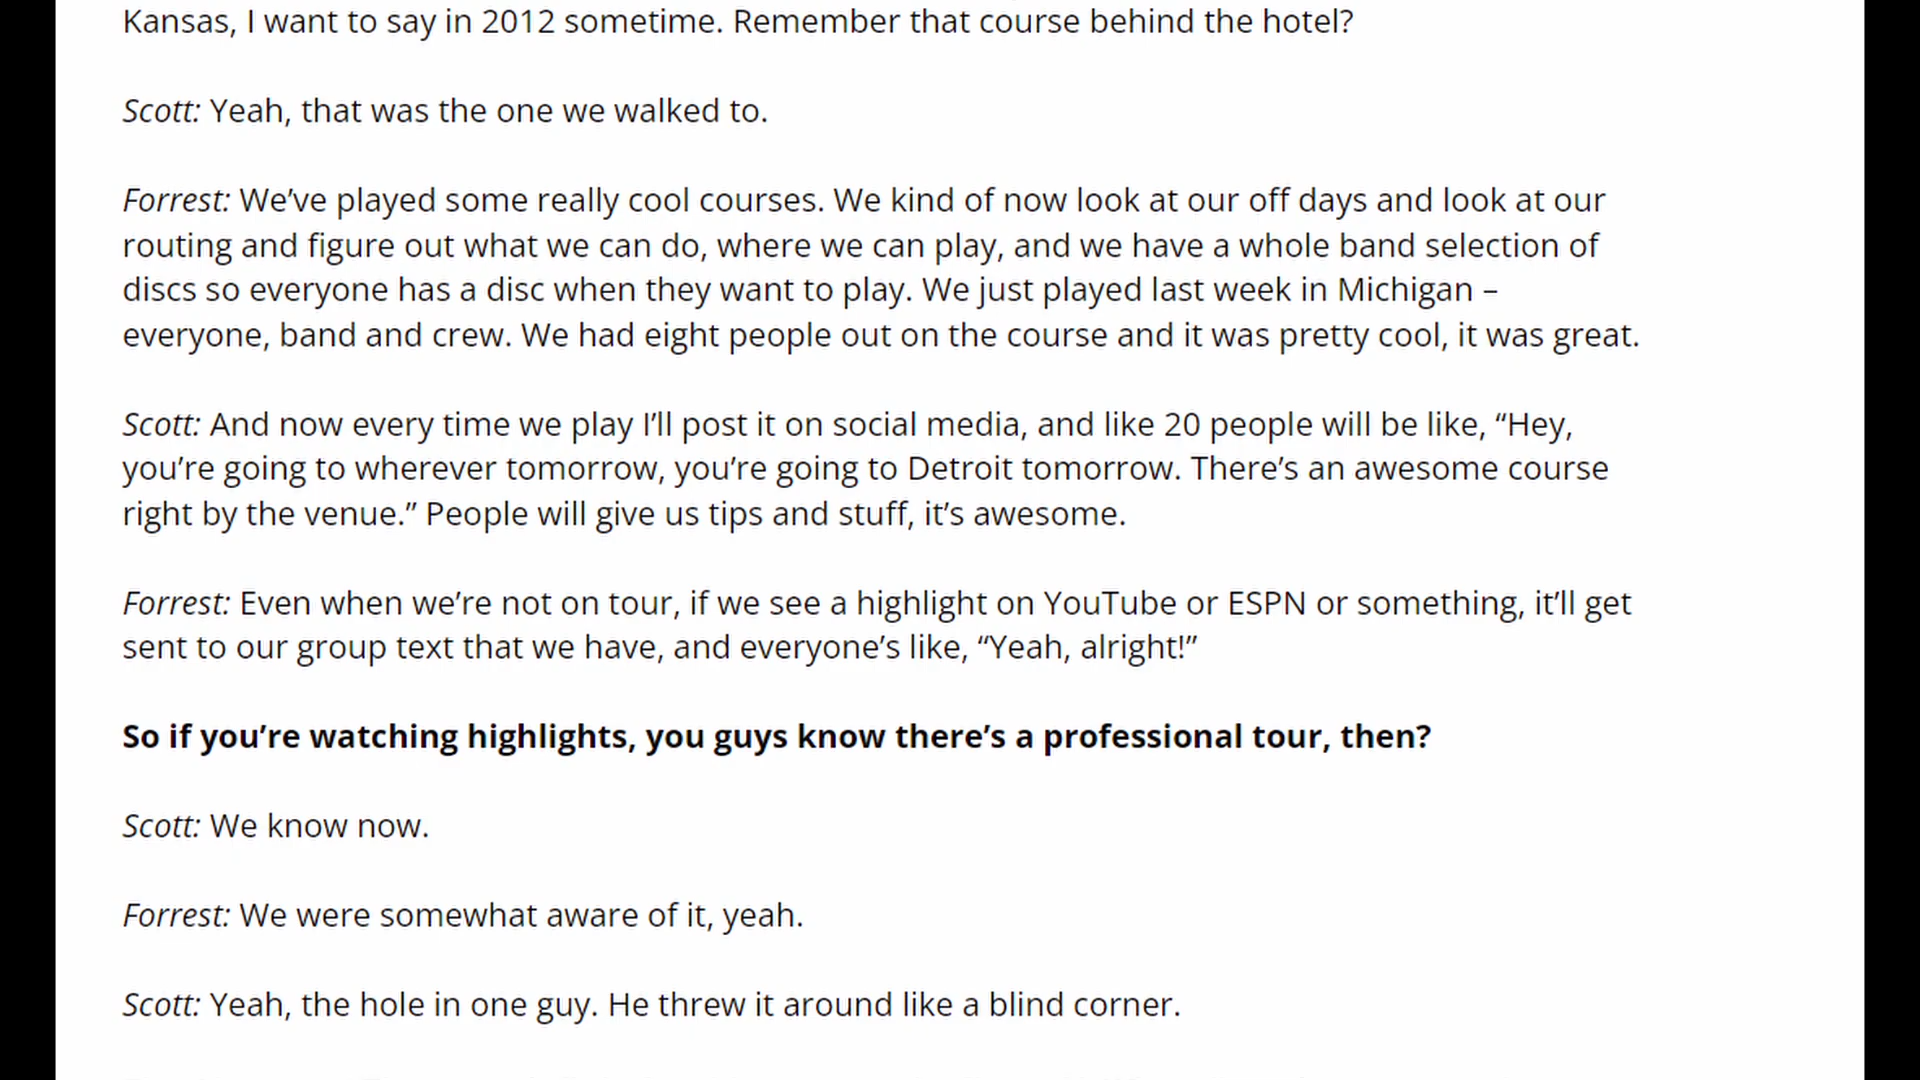 Kansas, I want to say in 2012 sometime. Remember that course behind the hotel?
Scott: Yeah, that was the one we walked to.
Forrest: We’ve played some really cool courses. We kind of now look at our off days and look at our
routing and figure out what we can do, where we can play, and we have a whole band selection of
discs so everyone has a disc when they want to play. We just played last week in Michigan –
everyone, band and crew. We had eight people out on the course and it was pretty cool, it was great.
Scott: And now every time we play I’ll post it on social media, and like 20 people will be like, “Hey,
you’re going to wherever tomorrow, you’re going to Detroit tomorrow. There’s an awesome course
right by the venue.” People will give us tips and stuff, it’s awesome.
Forrest: Even when we’re not on tour, if we see a highlight on YouTube or ESPN or something, it’ll get
sent to our group text that we have, and everyone’s like, “Yeah, alright!”
So if you’re watching highlights, you guys know there’s a professional tour, then?
Scott: We know now.
Forrest: We were somewhat aware of it, yeah.
Scott: Yeah, the hole in one guy. He threw it around like a blind corner.